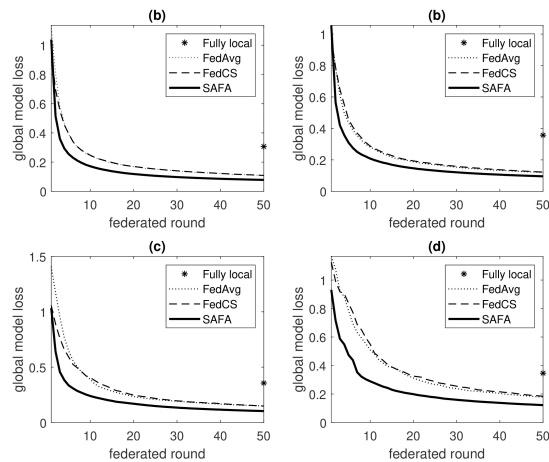 (b)
global model loss
1
0.8
0.6
0.4
0.2
0
10 20 30 40 50
federated round
Fully local
FedAvg
FedCS
SAFA
(b)
global model loss
1
0.8
0.6
0.4
0.2
0
10 20 30 40 50
federated round
Fully local
FedAvg
FedCS
SAFA
(c)
global model loss
1.5
1
0.5
0
10 20 30 40 50
federated round
Fully local
FedAvg
FedCS
SAFA
(d)
global model loss
1
0.8
0.6
0.4
0.2
0
10 20 30 40 50
federated round
Fully local
FedAvg
FedCS
SAFA